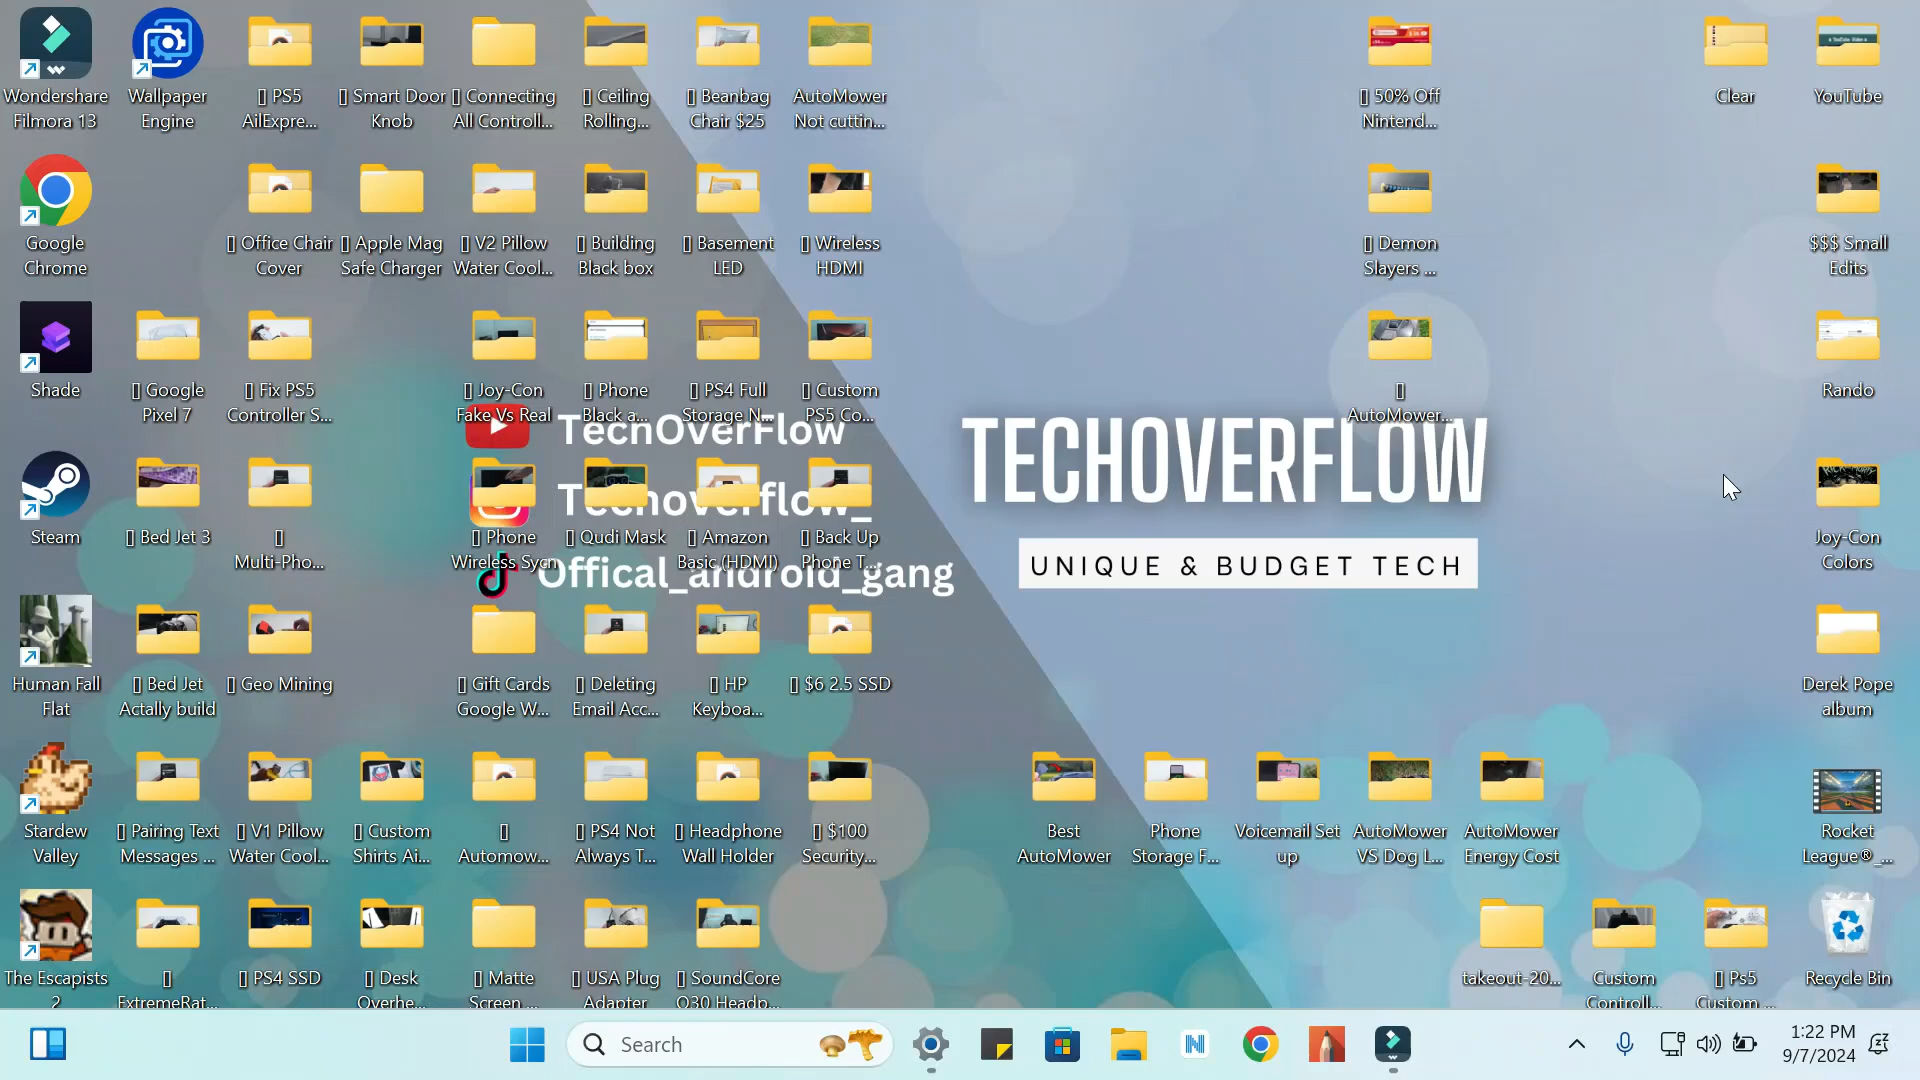 Wondershare
Filmora 13
Wallpaper
Engine
▯ PS5
AilExpre...
▯ Smart Door
Knob
▯ Connecting
All Controll...
▯ Ceiling
Rolling...
▯ Beanbag
Chair $25
AutoMower
Not cuttin...
▯ 50% Off
Nintend...
Clear
YouTube
Google
Chrome
▯ Office Chair
Cover
▯ Apple Mag
Safe Charger
▯ V2 Pillow
Water Cool...
▯ Building
Black box
▯ Basement
LED
▯ Wireless
HDMI
▯ Demon
Slayers ...
$$$ Small
Edits
Shade
▯ Google
Pixel 7
▯ Fix PS5
Controller S...
▯ Joy-Con
Fake Vs Real
▯ Phone
Black a...
▯ PS4 Full
Storage N...
▯ Custom
PS5 Co...
▯
AutoMower...
Rando
TechOverFlow
Techoverflow_
Offical_android_gang
TECHOVERFLOW
UNIQUE & BUDGET TECH
Steam
▯ Bed Jet 3
▯
Multi-Pho...
▯ Phone
Wireless Sycn
▯ Qudi Mask
▯ Amazon
Basic (HDMI)
▯ Back Up
Phone T...
Joy-Con
Colors
Human Fall
Flat
▯ Bed Jet
Actally build
▯ Geo Mining
▯ Gift Cards
Google W...
▯ Deleting
Email Acc...
▯ HP
Keyboa...
▯ $6 2.5 SSD
Derek Pope
album
Stardew
Valley
▯ Pairing Text
Messages ...
▯ V1 Pillow
Water Cool...
▯ Custom
Shirts Ai...
▯
Automow...
▯ PS4 Not
Always T...
▯ Headphone
Wall Holder
▯ $100
Security...
Best
AutoMower
Phone
Storage F...
Voicemail Set
up
AutoMower
VS Dog L...
AutoMower
Energy Cost
Rocket
League®_...
The Escapists
2
▯
ExtremeRat...
▯ PS4 SSD
▯ Desk
Overhe...
▯ Matte
Screen ...
▯ USA Plug
Adapter
▯ SoundCore
Q30 Headp...
takeout-20...
Custom
Controll...
▯ Ps5
Custom ...
Recycle Bin
Search
1:22 PM
9/7/2024